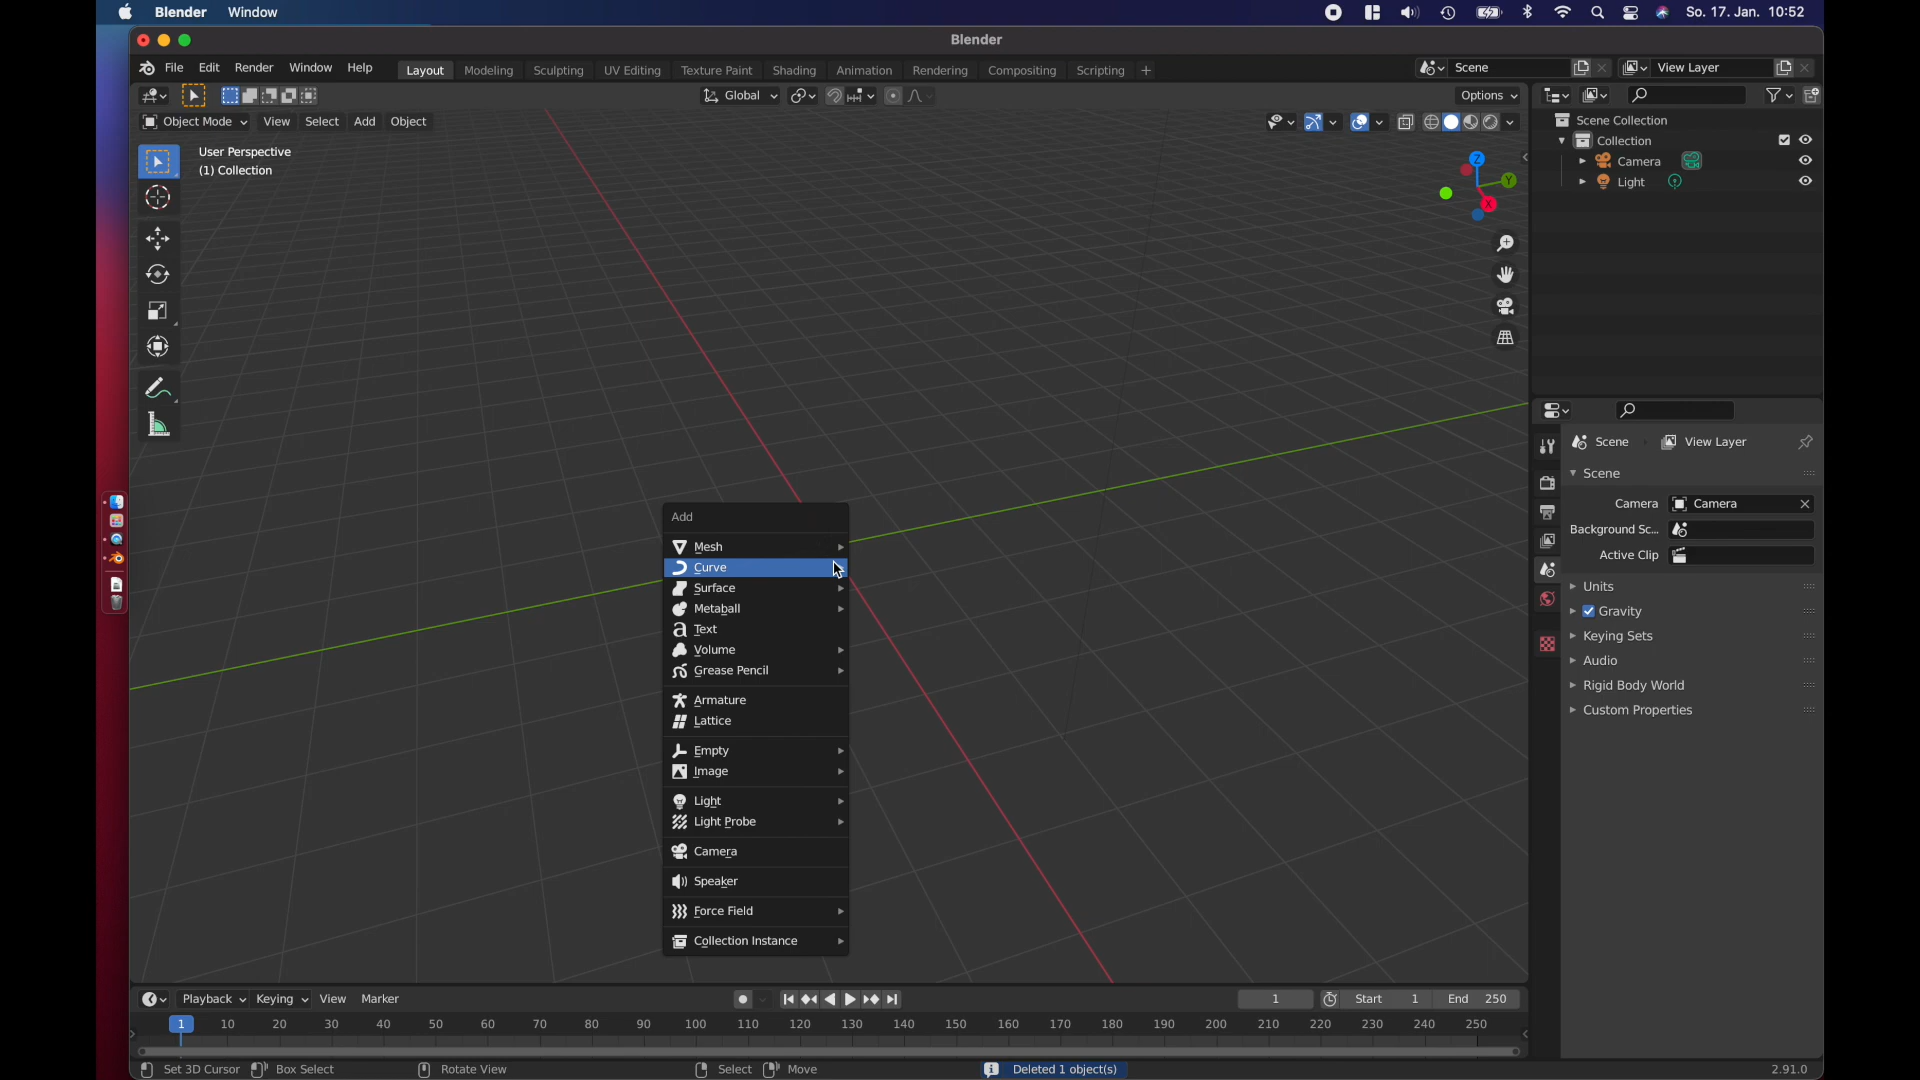 Blender Window So. 17. Jan. 10:52
Blender
File Edit Render Window Help Layout Modeling Sculpting UV Editing Texture Paint Shading Animation Rendering Compositing Scripting + Scene View Layer
Global Options
Object Mode View Select Add Object
User Perspective
(1) Collection
Z
Y
X
Scene Collection
Collection
Camera
Light
Scene View Layer
Scene
Camera Camera
Background Sc...
Active Clip
Units
Gravity
Keying Sets
Audio
Rigid Body World
Custom Properties
Add
Mesh
Curve
Surface
Metaball
Text
Volume
Grease Pencil
Armature
Lattice
Empty
Image
Light
Light Probe
Camera
Speaker
Force Field
Collection Instance
Playback Keying View Marker 1 Start 1 End 250
1 10 20 30 40 50 60 70 80 90 100 110 120 130 140 150 160 170 180 190 200 210 220 230 240 250
Set 3D Cursor Box Select Rotate View Select Move Deleted 1 object(s) 2.91.0